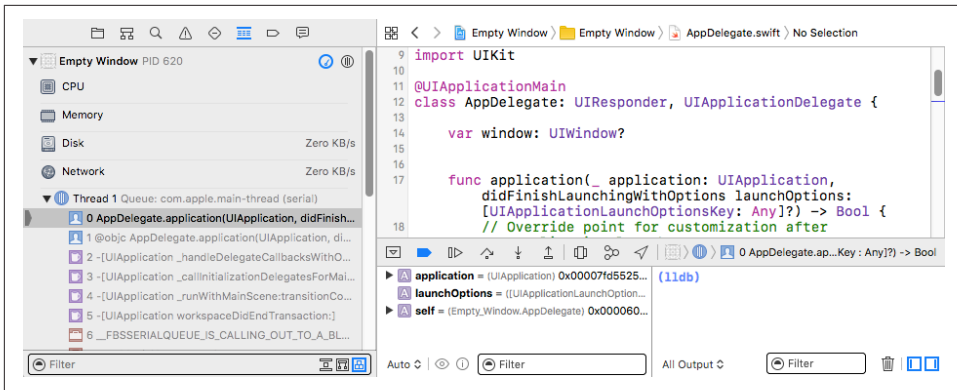 Empty Window 〉 Empty Window 〉 AppDelegate.swift 〉 No Selection
Empty Window PID 620
CPU
Memory
Disk Zero KB/s
Network Zero KB/s
Thread 1 Queue: com.apple.main-thread (serial)
0 AppDelegate.application(UIApplication, didFinish...
1 @objc AppDelegate.application(UIApplication, di...
2 -[UIApplication _handleDelegateCallbacksWithO...
3 -[UIApplication _callInitializationDelegatesForMai...
4 -[UIApplication _runWithMainScene:transitionCo...
5 -[UIApplication workspaceDidEndTransaction:]
6 __FBSSERIALQUEUE_IS_CALLING_OUT_TO_A_BL...
Filter
9 import UIKit
10
11 @UIApplicationMain
12 class AppDelegate: UIResponder, UIApplicationDelegate {
13
14 var window: UIWindow?
15
16
17 func application(_ application: UIApplication,
didFinishLaunchingWithOptions launchOptions:
[UIApplicationLaunchOptionsKey: Any]?) -> Bool {
18 // Override point for customization after
0 AppDelegate.ap...Key : Any]?) -> Bool
A application = (UIApplication) 0x00007fd5525...
A launchOptions = ([UIApplicationLaunchOption...
A self = (Empty_Window.AppDelegate) 0x000060...
(lldb)
Auto Filter
All Output Filter